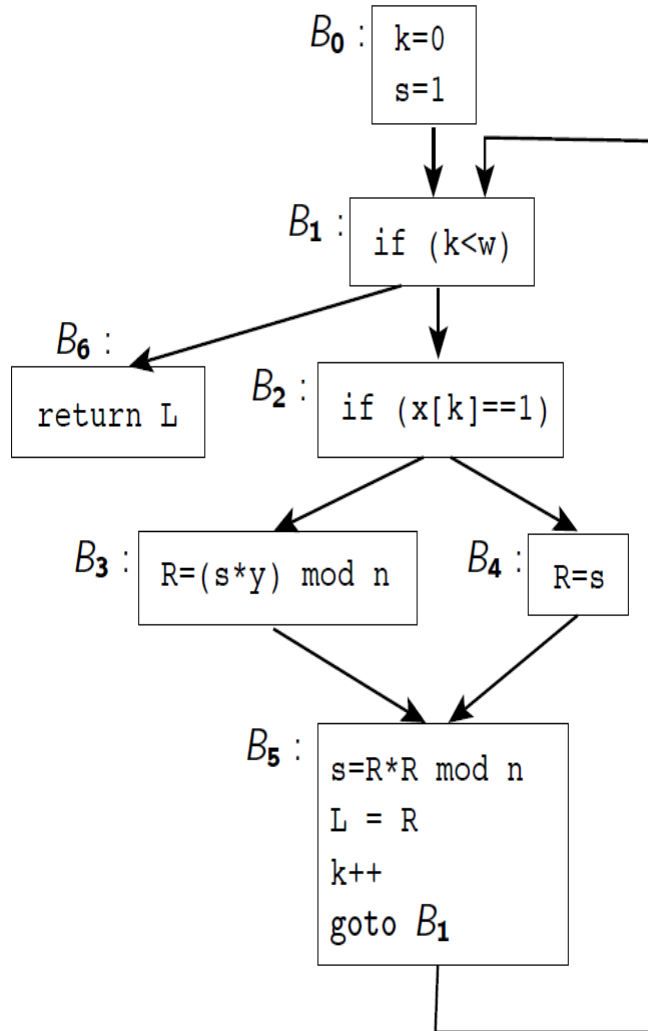 B0 : k=0
s=1
B1 : if (k<w)
B6 :
return L
B2 : if (x[k]==1)
B3 : R=(s*y) mod n
B4 : R=s
B5 : s=R*R mod n
L = R
k++
goto B1